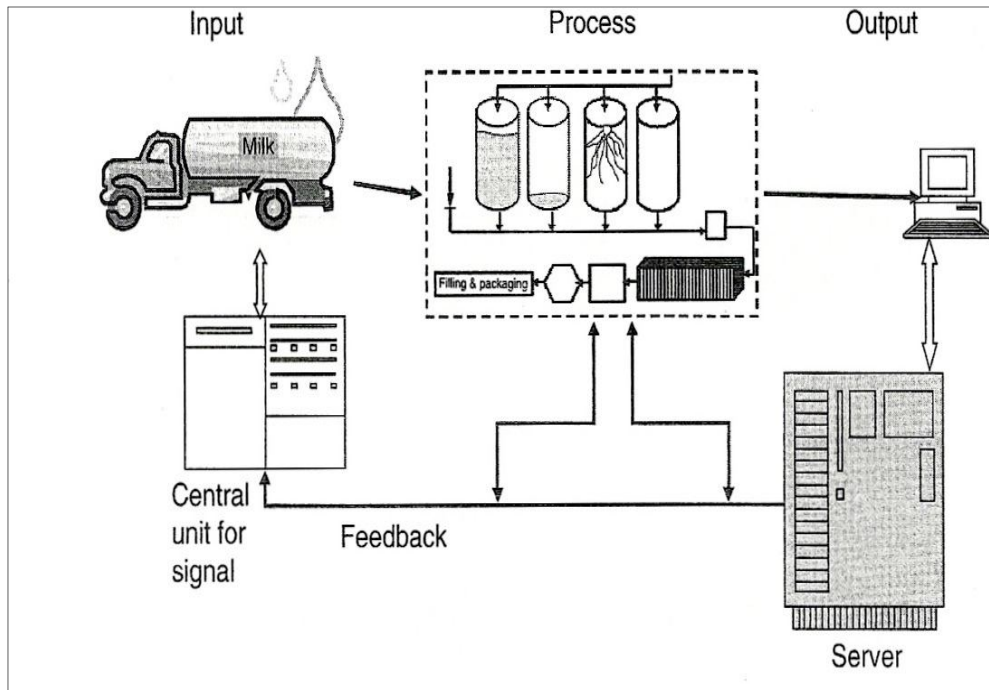 Input
Process
Output
Milk
Filling & packaging
Central
unit for
signal
Feedback
Server